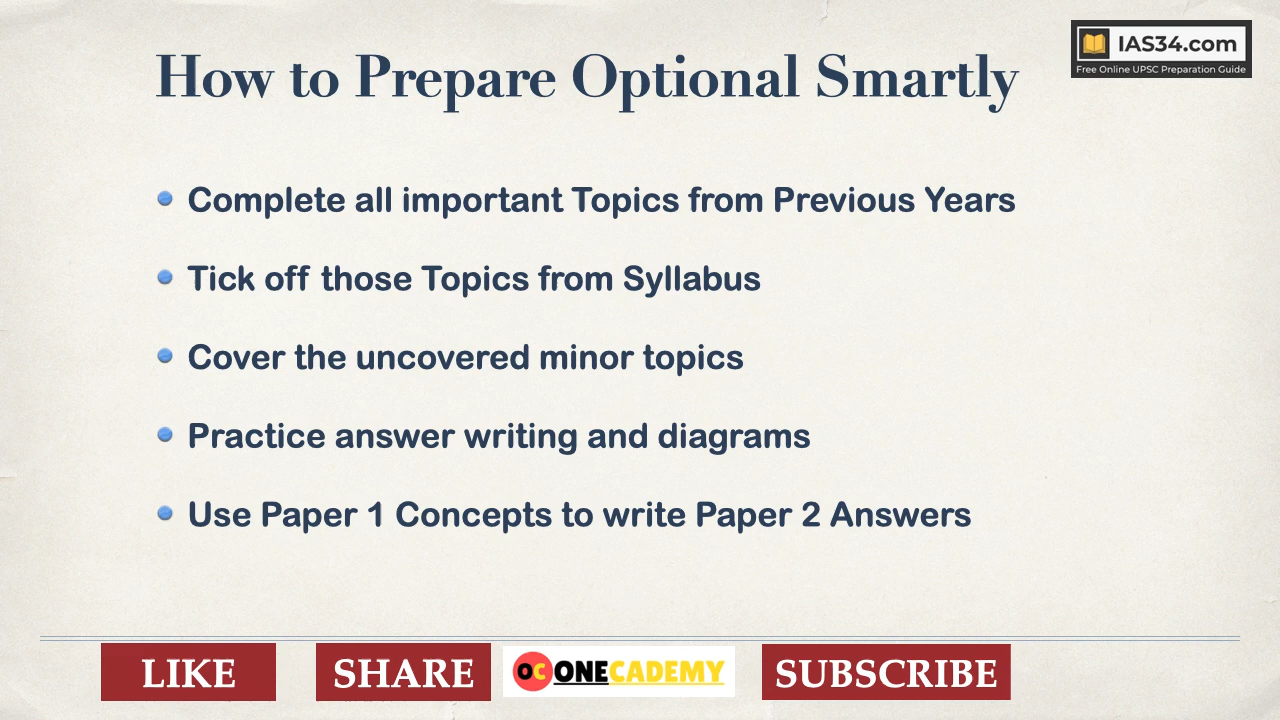 How to Prepare Optional Smartly
IAS34.com
Free Online UPSC Preparation Guide
Complete all important Topics from Previous Years
Tick off those Topics from Syllabus
Cover the uncovered minor topics
Practice answer writing and diagrams
Use Paper 1 Concepts to write Paper 2 Answers
LIKE
SHARE
OC ONECADEMY
SUBSCRIBE